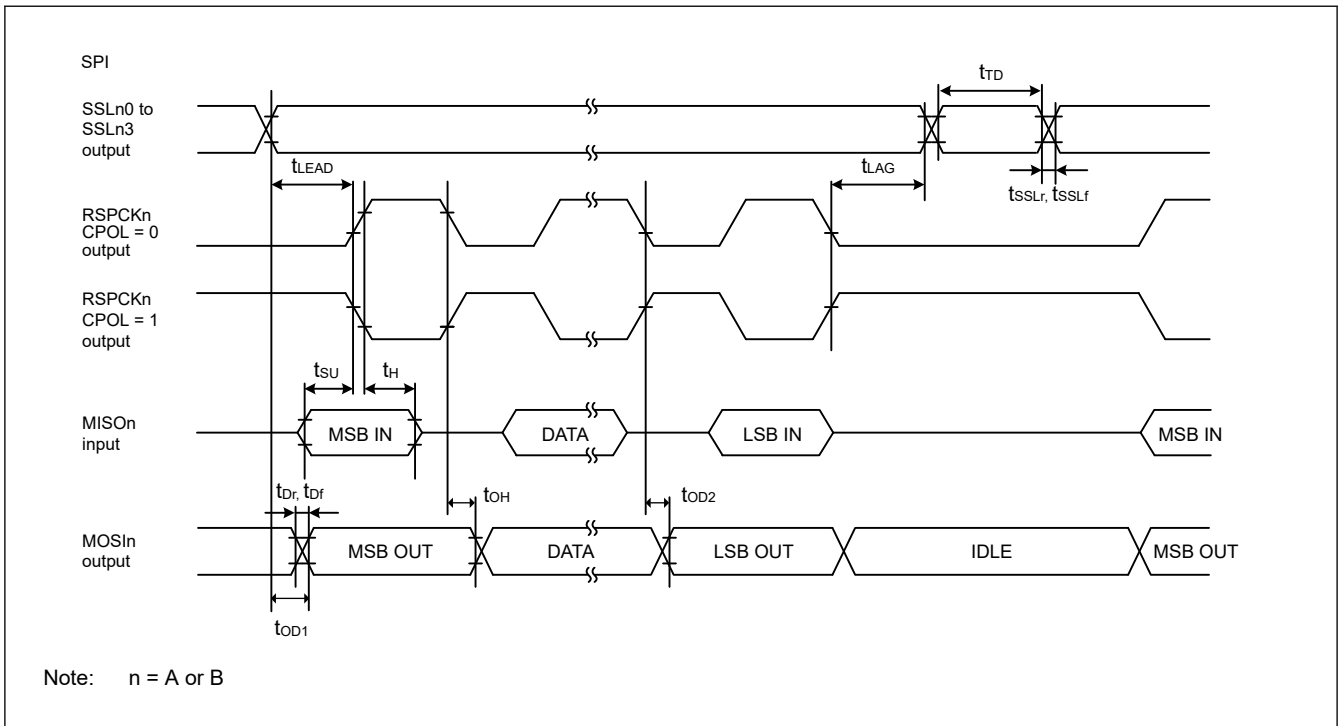 SPI
tTD
SSLn0 to
SSLn3
output
tLEAD
tLAG
tSSLr, tSSLf
RSPCKn
CPOL = 0
output
RSPCKn
CPOL = 1
output
tSU
tH
MISOn
input
MSB IN
DATA
LSB IN
MSB IN
tDr, tDf
tOH
tOD2
MOSIn
output
MSB OUT
DATA
LSB OUT
IDLE
MSB OUT
tOD1
Note: n = A or B